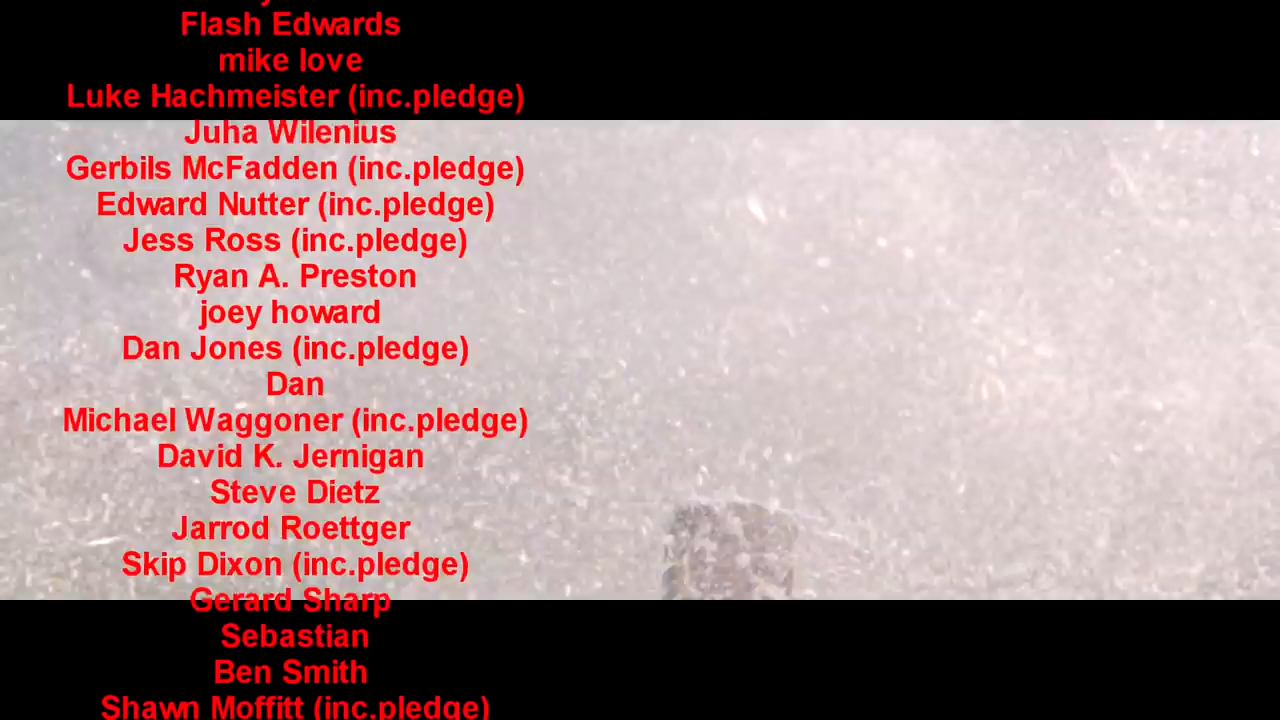 Flash Edwards
mike love
Luke Hachmeister (inc.pledge)
Juha Wilenius
Gerbils McFadden (inc.pledge)
Edward Nutter (inc.pledge)
Jess Ross (inc.pledge)
Ryan A. Preston
joey howard
Dan Jones (inc.pledge)
Dan
Michael Waggoner (inc.pledge)
David K. Jernigan
Steve Dietz
Jarrod Roettger
Skip Dixon (inc.pledge)
Gerard Sharp
Sebastian
Ben Smith
Shawn Moffitt (inc.pledge)